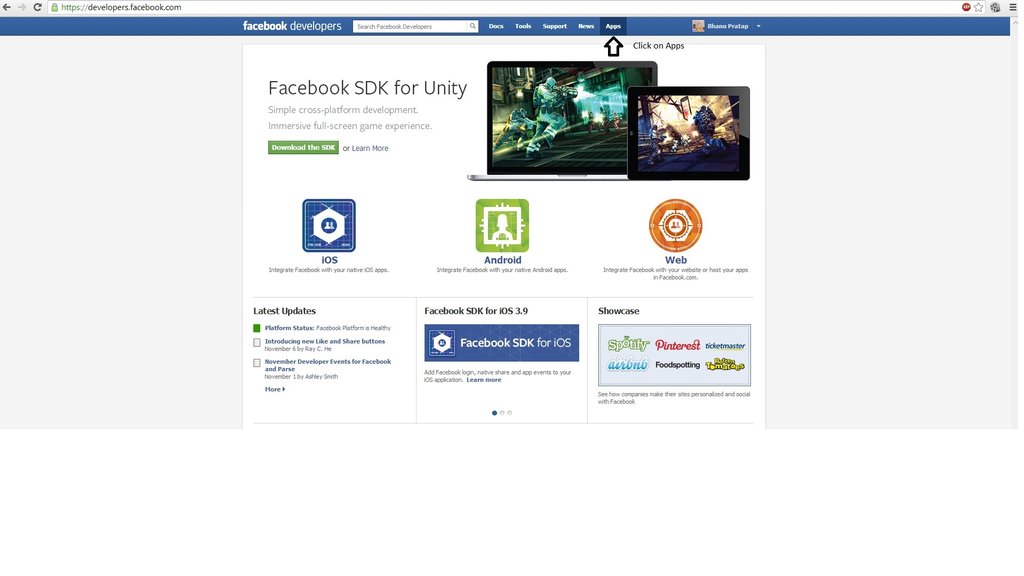 https://developers.facebook.com
facebook developers
Search Facebook Developers
Docs Tools Support News Apps
Bhanu Pratap
Click on Apps
Facebook SDK for Unity
Simple cross-platform development.
Immersive full-screen game experience.
Download the SDK or Learn More
iOS
Integrate Facebook with your native iOS apps.
Android
Integrate Facebook with your native Android apps.
Web
Integrate Facebook with your website or host your apps
in Facebook.com.
Latest Updates
Platform Status: Facebook Platform is Healthy
Introducing new Like and Share buttons
November 6 by Ray C. He
November Developer Events for Facebook
and Parse
November 1 by Ashley Smith
More
Facebook SDK for iOS 3.9
Facebook SDK for iOS
Add Facebook login, native share and app events to your
iOS application. Learn more
Showcase
Spotify Pinterest ticketmaster
airbnb Foodspotting Rotten Tomatoes
See how companies make their sites personalized and social
with Facebook